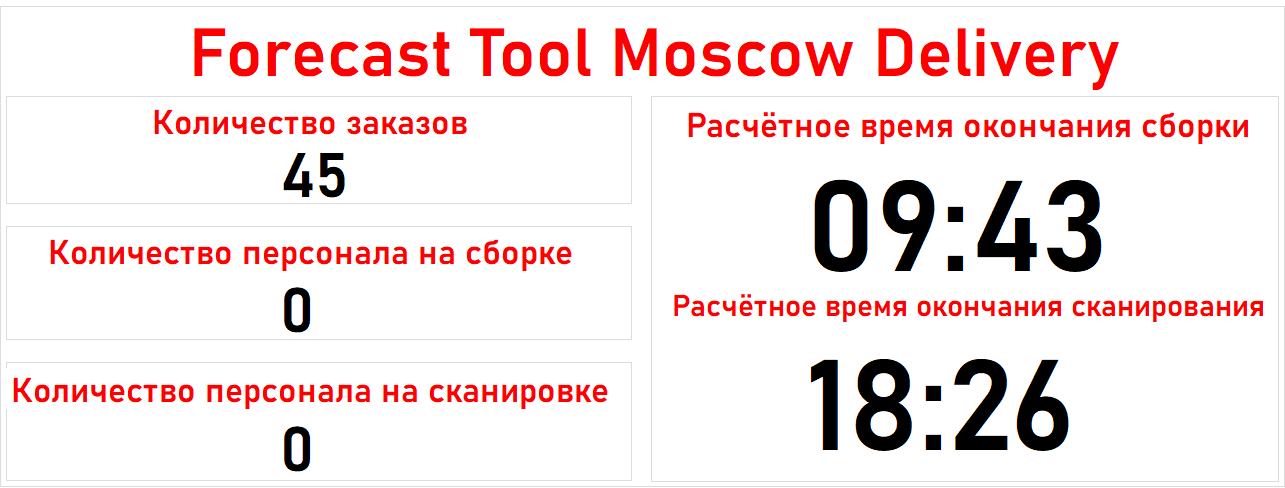 Forecast Tool Moscow Delivery
Количество заказов
45
Количество персонала на сборке
0
Количество персонала на сканировке
0
Расчётное время окончания сборки
09:43
Расчётное время окончания сканирования
18:26